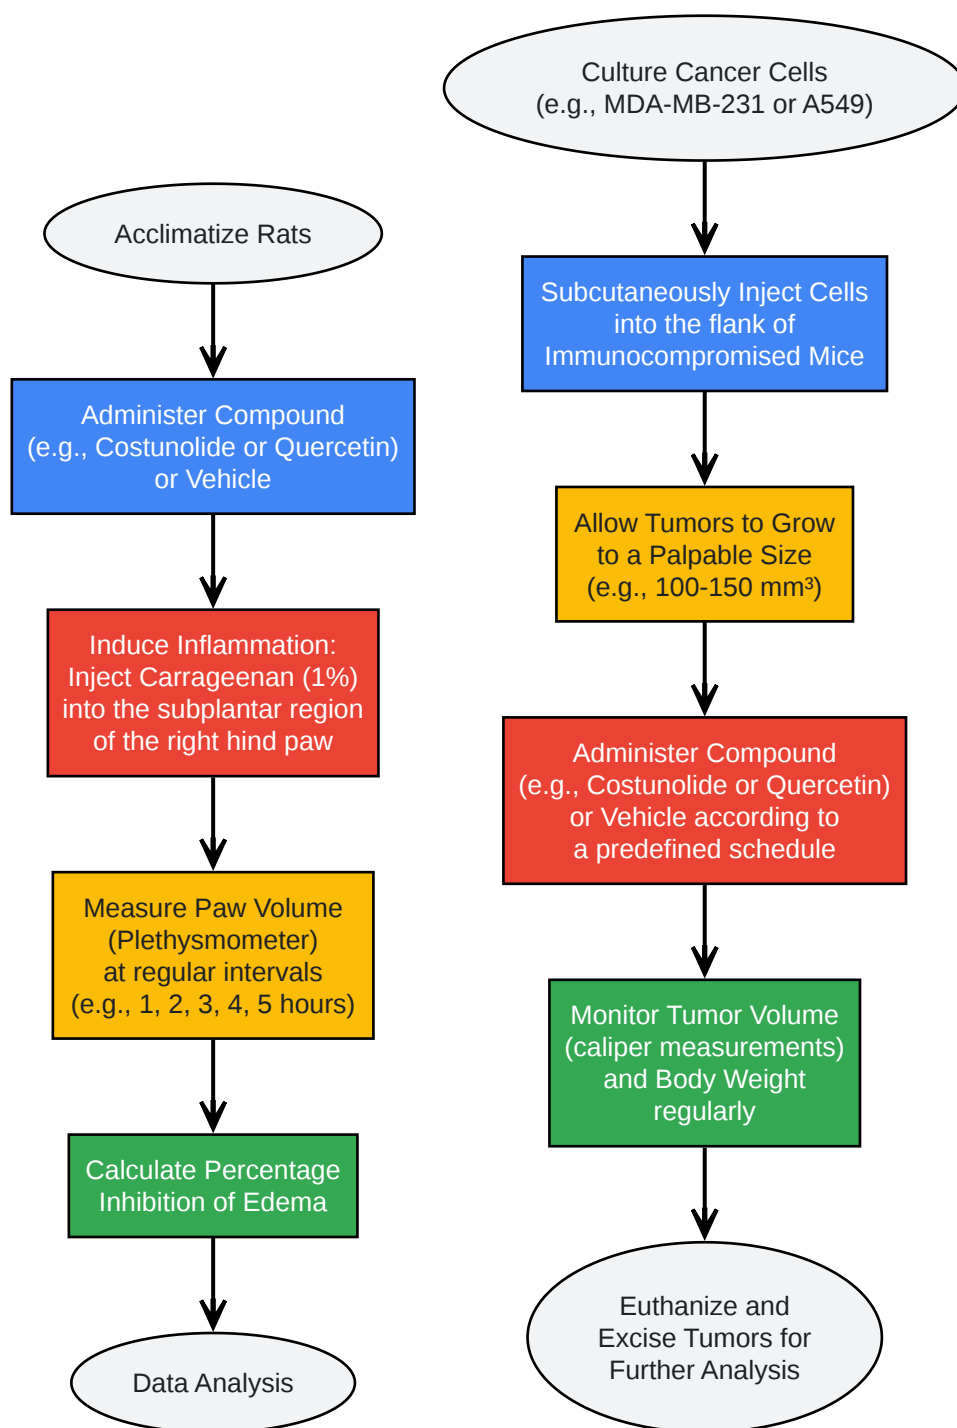 Acclimatize Rats
Administer Compound
(e.g., Costunolide or Quercetin)
or Vehicle
Induce Inflammation:
Inject Carrageenan (1%)
into the subplantar region
of the right hind paw
Measure Paw Volume
(Plethysmometer)
at regular intervals
(e.g., 1, 2, 3, 4, 5 hours)
Calculate Percentage
Inhibition of Edema
Data Analysis
Culture Cancer Cells
(e.g., MDA-MB-231 or A549)
Subcutaneously Inject Cells
into the flank of
Immunocompromised Mice
Allow Tumors to Grow
to a Palpable Size
(e.g., 100-150 mm³)
Administer Compound
(e.g., Costunolide or Quercetin)
or Vehicle according to
a predefined schedule
Monitor Tumor Volume
(caliper measurements)
and Body Weight
regularly
Euthanize and
Excise Tumors for
Further Analysis